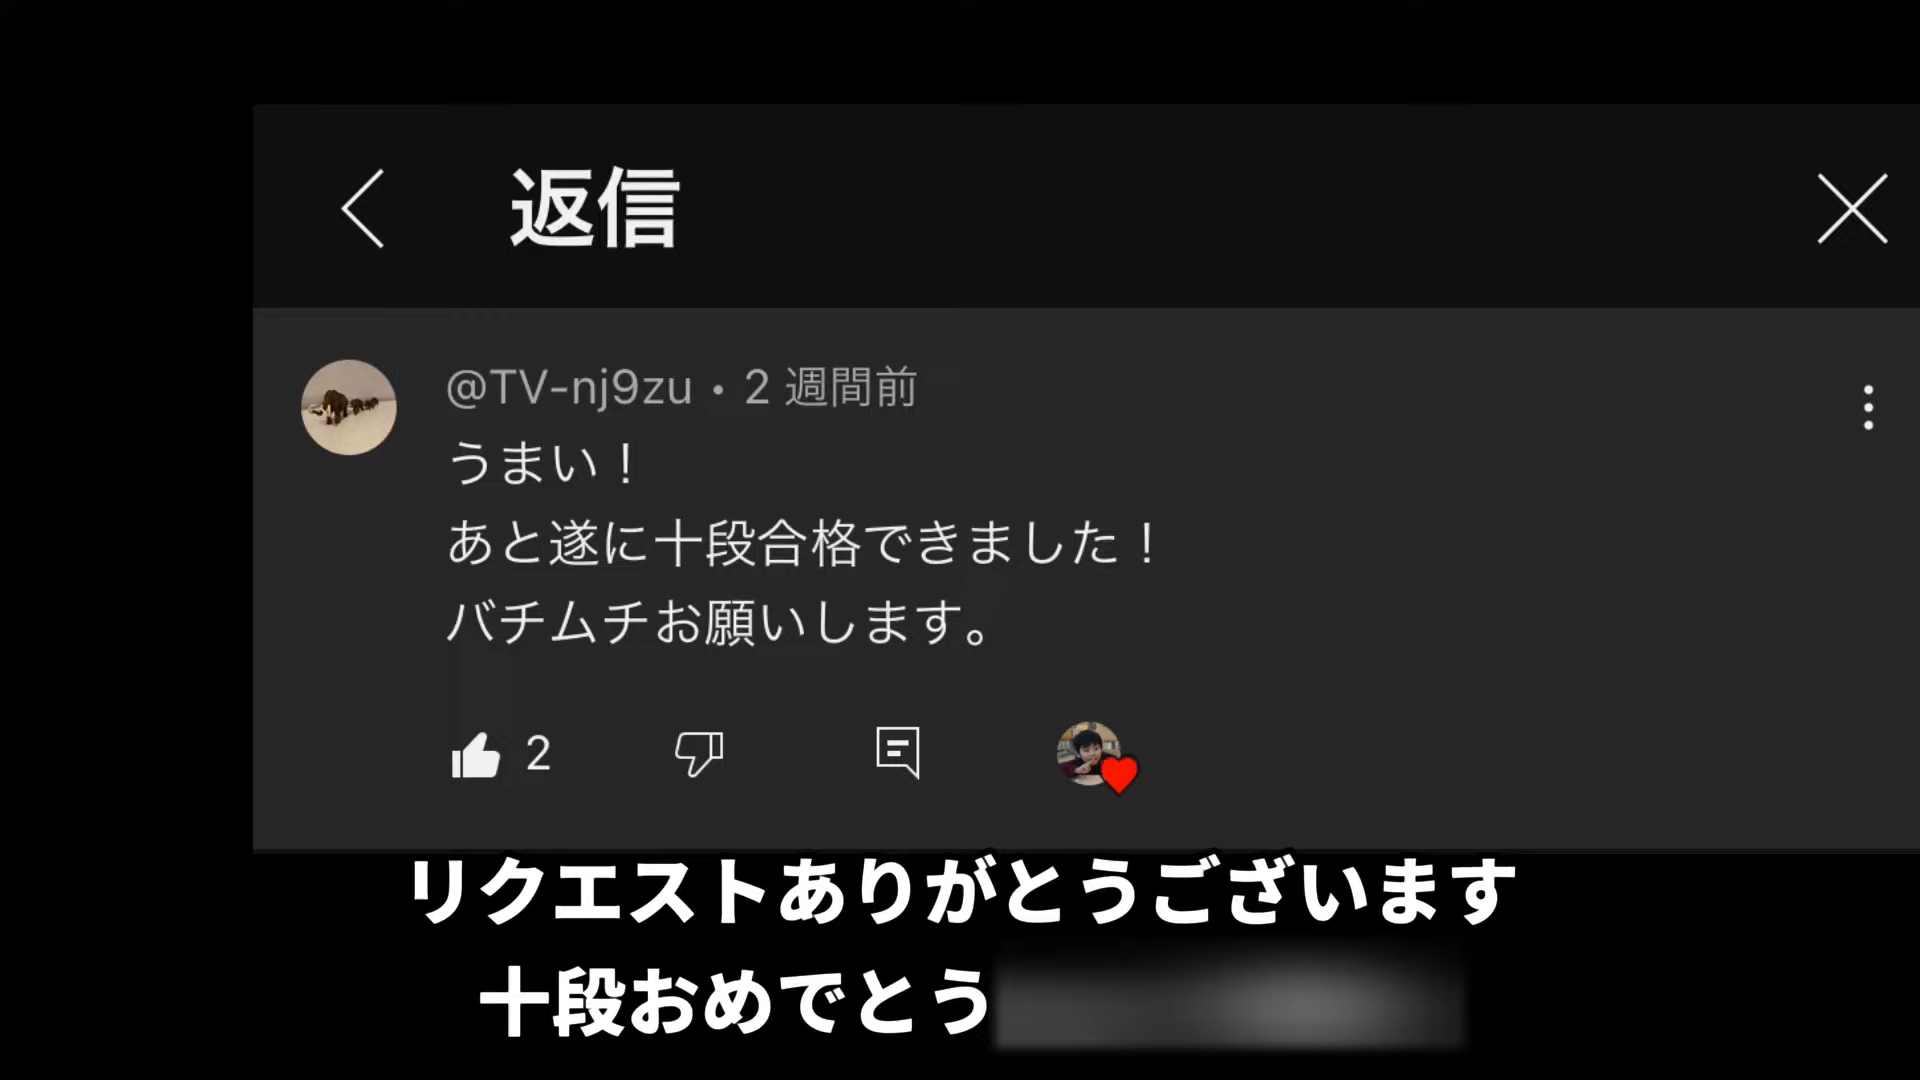 返信
@TV-nj9zu・2 週間前
うまい！
あと遂に十段合格できました！
バチムチお願いします。
2
リクエストありがとうございます
十段おめでとう